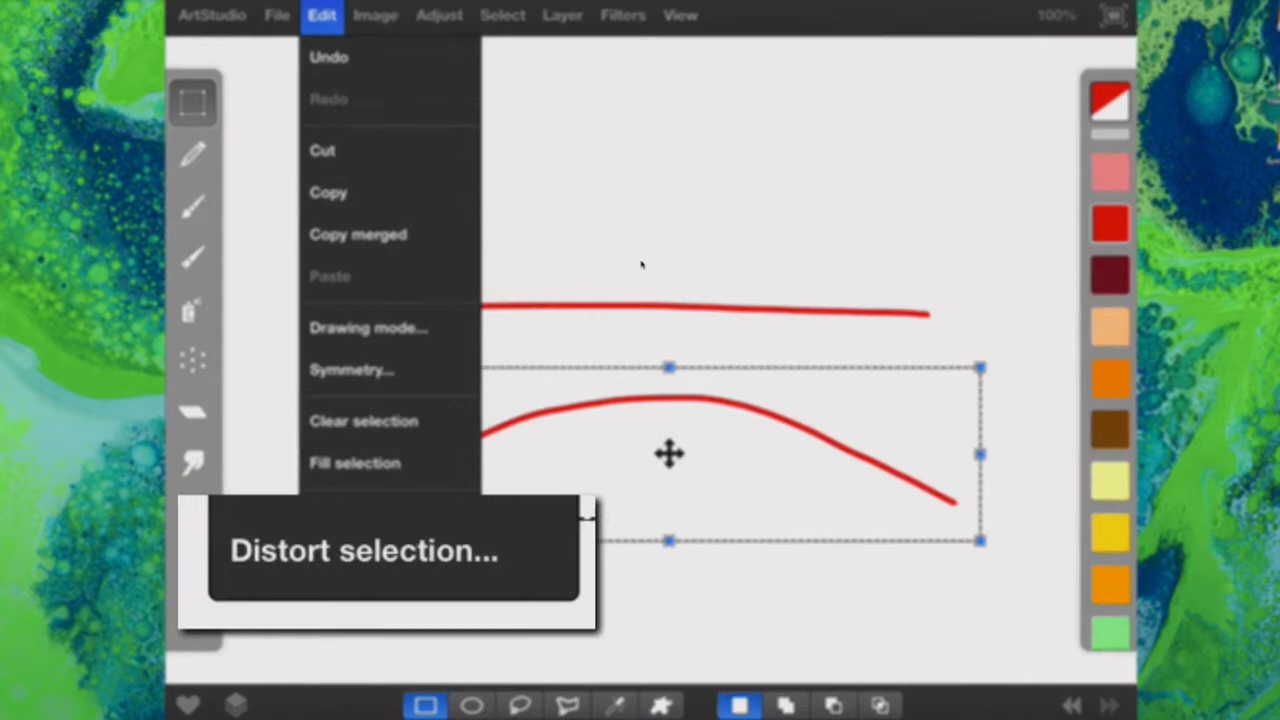 ArtStudio File Edit Image Adjust Select Layer Filters View 100%
Undo
Redo
Cut
Copy
Copy merged
Paste
Drawing mode...
Symmetry...
Clear selection
Fill selection
Distort selection...